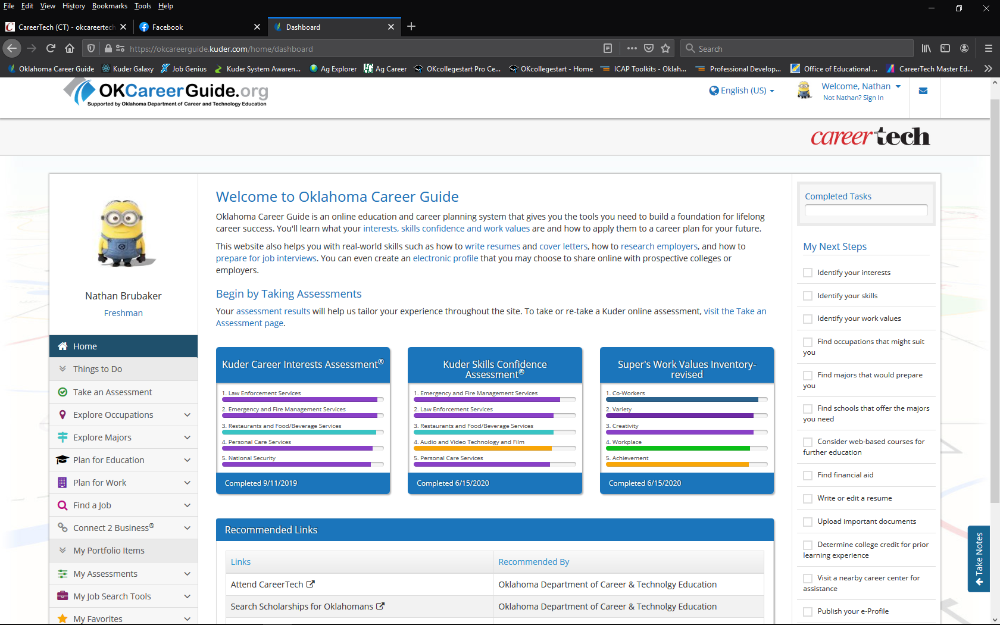 File Edit View History Bookmarks Tools Help
CareerTech (CT) - okcareertech
Facebook
Dashboard
https://okcareerguide.kuder.com/home/dashboard
Search
Oklahoma Career Guide
Kuder Galaxy
Job Genius
Kuder System Awaren...
Ag Explorer
Ag Career
OKcollegestart Pro Ce...
OKcollegestart - Home
ICAP Toolkits - Oklah...
Professional Develop...
Office of Educational ...
CareerTech Master Ed...
OKCareerGuide.org
Supported by Oklahoma Department of Career and Technology Education
English (US)
Welcome, Nathan
Not Nathan? Sign In
careertech
Nathan Brubaker
Freshman
Home
Things to Do
Take an Assessment
Explore Occupations
Explore Majors
Plan for Education
Plan for Work
Find a Job
Connect 2 Business®
My Portfolio Items
My Assessments
My Job Search Tools
My Favorites
Welcome to Oklahoma Career Guide
Oklahoma Career Guide is an online education and career planning system that gives you the tools you need to build a foundation for lifelong
career success. You'll learn what your interests, skills confidence and work values are and how to apply them to a career plan for your future.
This website also helps you with real-world skills such as how to write resumes and cover letters, how to research employers, and how to
prepare for job interviews. You can even create an electronic profile that you may choose to share online with prospective colleges or
employers.
Begin by Taking Assessments
Your assessment results will help us tailor your experience throughout the site. To take or re-take a Kuder online assessment, visit the Take an
Assessment page.
Kuder Career Interests Assessment®
1. Law Enforcement Services
2. Emergency and Fire Management Services
3. Restaurants and Food/Beverage Services
4. Personal Care Services
5. National Security
Completed 9/11/2019
Kuder Skills Confidence
Assessment®
1. Emergency and Fire Management Services
2. Law Enforcement Services
3. Restaurants and Food/Beverage Services
4. Audio and Video Technology and Film
5. Personal Care Services
Completed 6/15/2020
Super's Work Values Inventory-
revised
1. Co-Workers
2. Variety
3. Creativity
4. Workplace
5. Achievement
Completed 6/15/2020
Recommended Links
Links
Recommended By
Attend CareerTech
Oklahoma Department of Career & Technolgy Education
Search Scholarships for Oklahomans
Oklahoma Department of Career & Technolgy Education
Completed Tasks
My Next Steps
Identify your interests
Identify your skills
Identify your work values
Find occupations that might suit
you
Find majors that would prepare
you
Find schools that offer the majors
you need
Consider web-based courses for
further education
Find financial aid
Write or edit a resume
Upload important documents
Determine college credit for prior
learning experience
Visit a nearby career center for
assistance
Publish your e-Profile
Take Notes